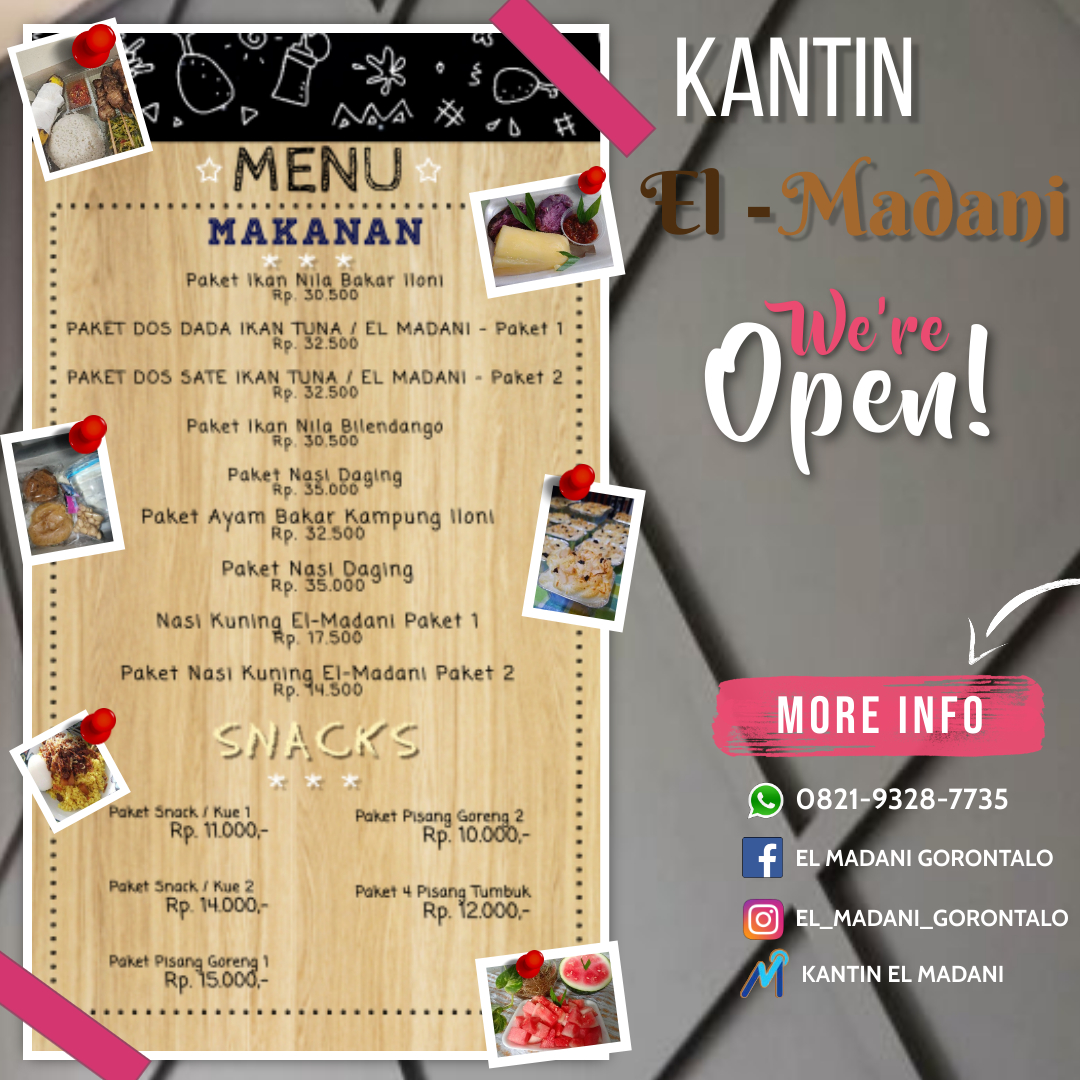 MENU
MAKANAN
Paket Ikan Nila Bakar Iloni
Rp. 30.500
PAKET DOS DADA IKAN TUNA / EL MADANI - Paket 1
Rp. 32.500
PAKET DOS SATE IKAN TUNA / EL MADANI - Paket 2
Rp. 32.500
Paket Ikan Nila Bilendango
Rp. 30.500
Paket Nasi Daging
Rp. 35.000
Paket Ayam Bakar Kampung Iloni
Rp. 32.500
Paket Nasi Daging
Rp. 35.000
Nasi Kuning El-Madani Paket 1
Rp. 17.500
Paket Nasi Kuning El-Madani Paket 2
Rp. 14.500
SNACKS
Paket Snack / Kue 1
Rp. 11.000,-
Paket Snack / Kue 2
Rp. 14.000,-
Paket Pisang Goreng 1
Rp. 15.000,-
Paket Pisang Goreng 2
Rp. 10.000,-
Paket 4 Pisang Tumbuk
Rp. 12.000,-
KANTIN
El - Madani
We're
Open!
MORE INFO
0821-9328-7735
EL MADANI GORONTALO
EL_MADANI_GORONTALO
KANTIN EL MADANI